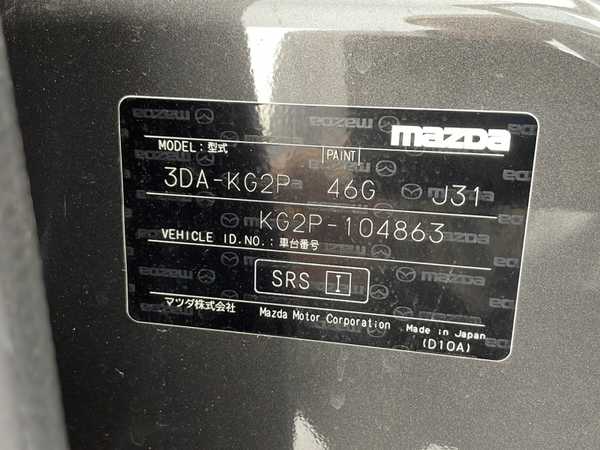 mazda
MODEL:型式 PAINT
3DA-KG2P 46G J31
KG2P-104863
VEHICLE ID.NO.:車台番号
SRS I
マツダ株式会社 Mazda Motor Corporation Made in Japan
(D10A)